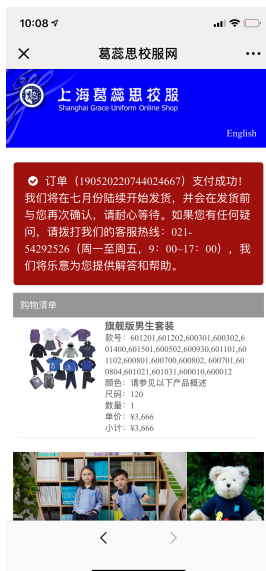 10:08
葛蕊思校服网
上海葛蕊思校服
Shanghai Grace Uniform Online Shop
English
订单（190520220744024667）支付成功！
我们将在七月份陆续开始发货，并会在发货前
与您再次确认，请耐心等待。如果您有任何疑
问，请拨打我们的客服热线：021-
54292526（周一至周五，9：00~17：00），我
们将乐意为您提供解答和帮助。
购物清单
旗舰版男生套装
款号：601201,601202,600301,600302,6
01400,601501,600502,600930,601101,60
1102,600801,600700,600802, 600701,60
0804,601021,601031,600010,600012
颜色：请参见以下产品概述
尺码：120
数量：1
单价：¥3,666
小计：¥3,666